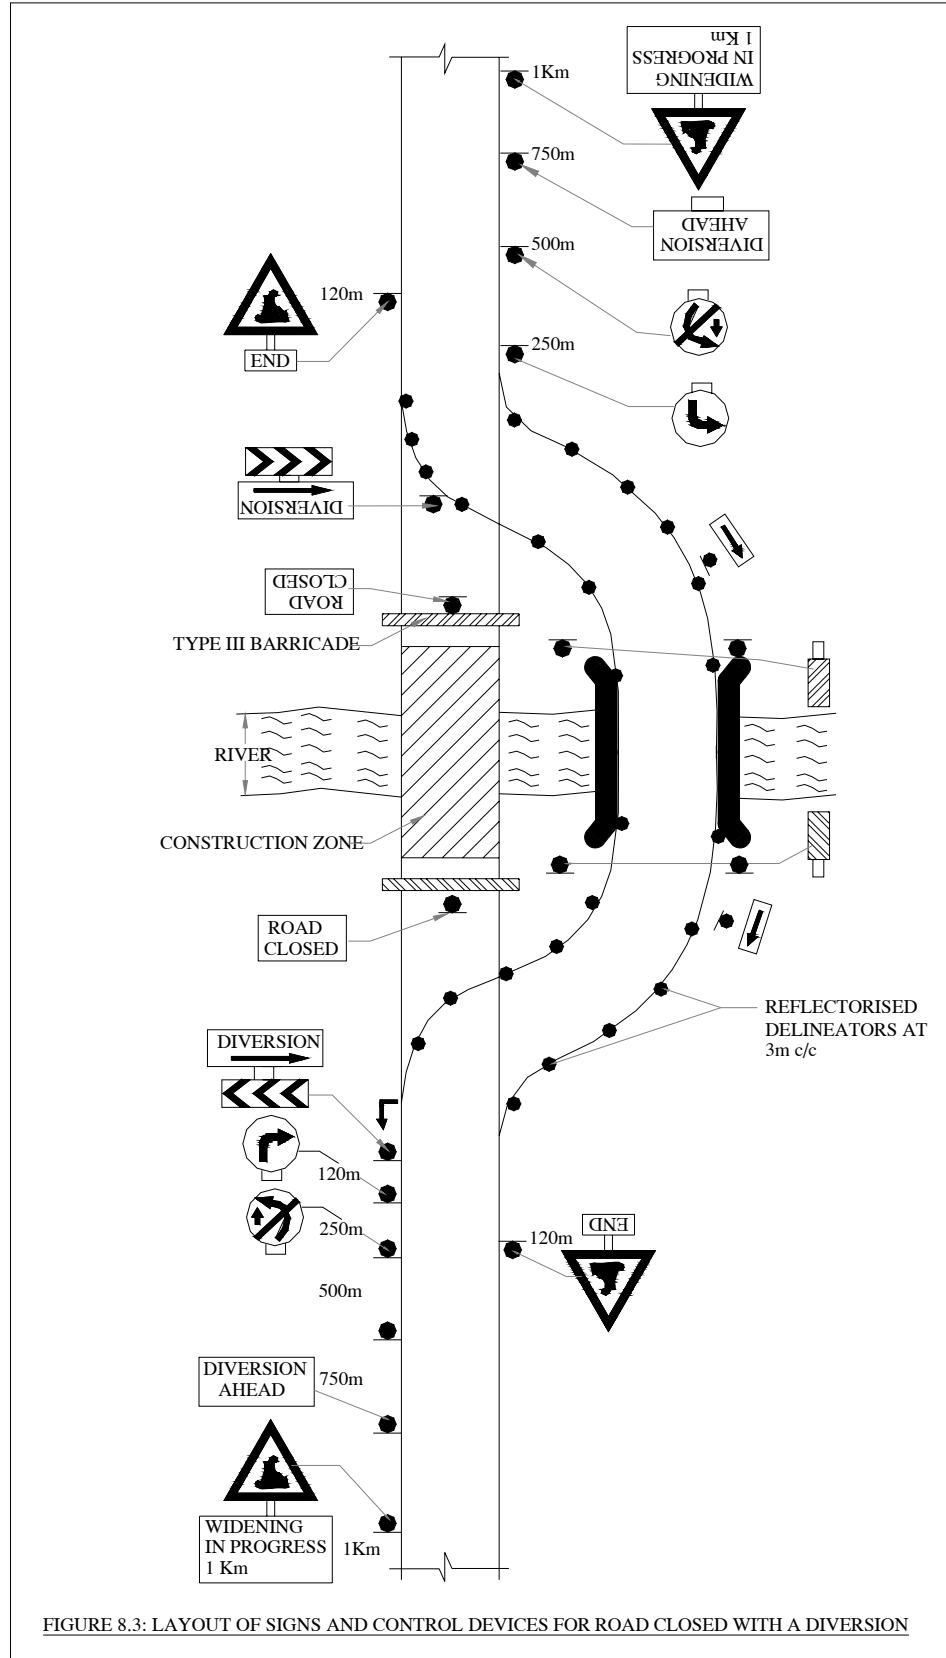 WIDENING
IN PROGRESS
1 Km
1Km
750m
DIVERSION
AHEAD
500m
120m
250m
END
DIVERSION
ROAD
CLOSED
TYPE III BARRICADE
RIVER
CONSTRUCTION ZONE
ROAD
CLOSED
REFLECTORISED
DELINEATORS AT
3m c/c
DIVERSION
120m
250m
END
120m
500m
DIVERSION
AHEAD
750m
WIDENING
IN PROGRESS
1 Km
1Km
FIGURE 8.3: LAYOUT OF SIGNS AND CONTROL DEVICES FOR ROAD CLOSED WITH A DIVERSION